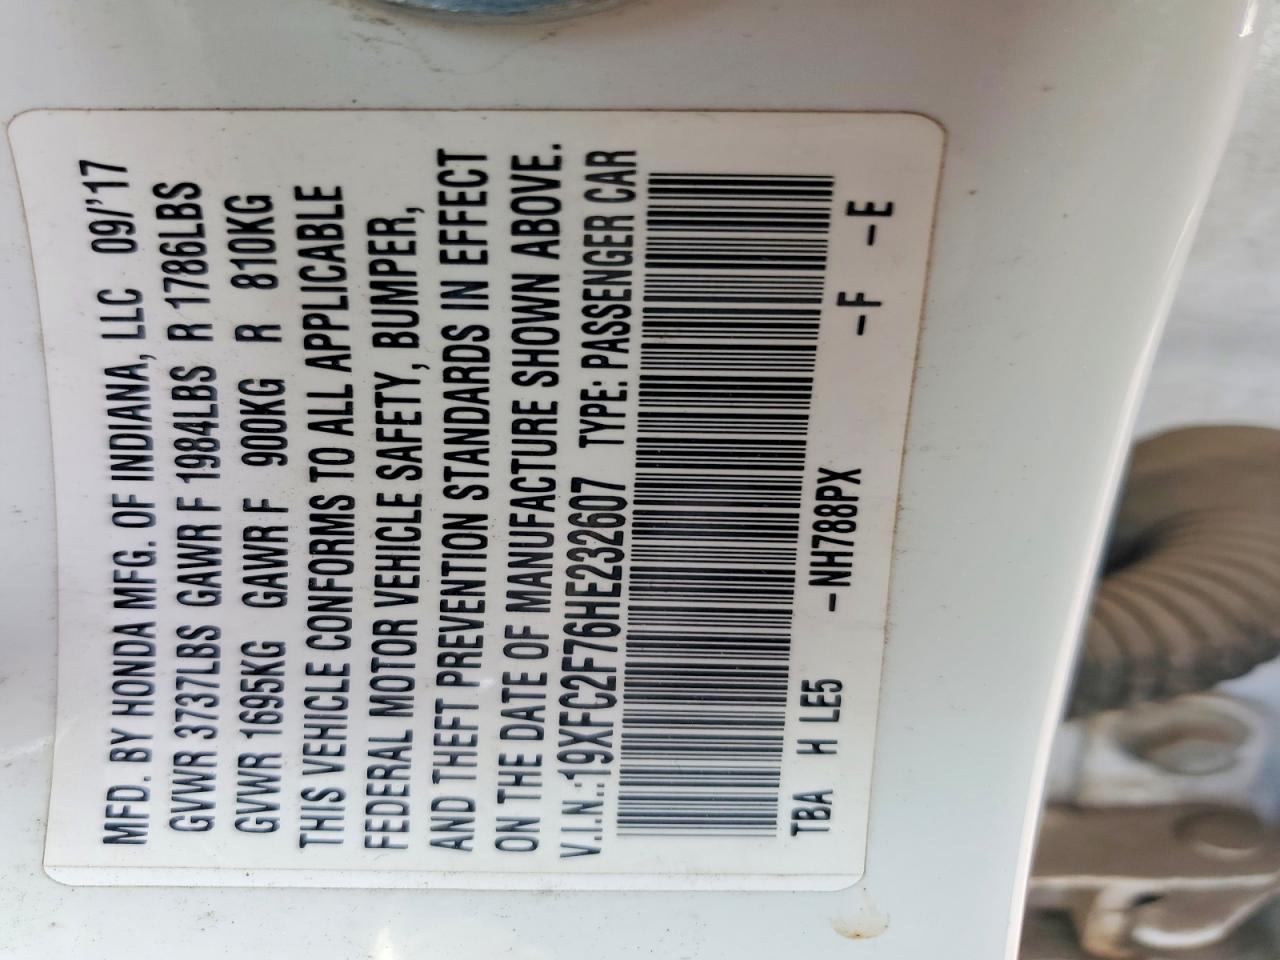 MFD. BY HONDA MFG. OF INDIANA, LLC 09/'17
GVWR 3737LBS GAWR F 1984LBS R 1786LBS
GVWR 1695KG GAWR F 900KG R 810KG
THIS VEHICLE CONFORMS TO ALL APPLICABLE
FEDERAL MOTOR VEHICLE SAFETY, BUMPER,
AND THEFT PREVENTION STANDARDS IN EFFECT
ON THE DATE OF MANUFACTURE SHOWN ABOVE.
V.I.N.:19XFC2F76HE232607 TYPE: PASSENGER CAR
TBA H LE5 -NH788PX -F -E